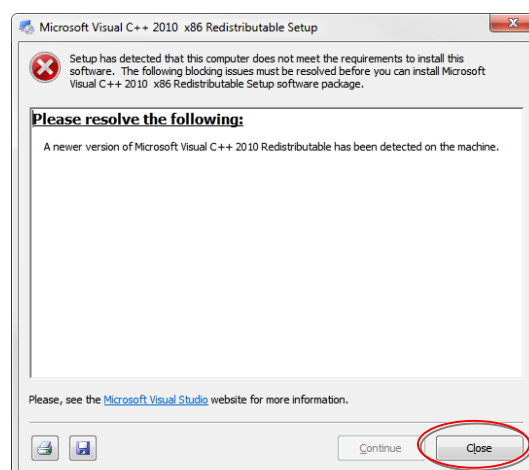 Microsoft Visual C++ 2010  x86 Redistributable Setup
Setup has detected that this computer does not meet the requirements to install this
software.  The following blocking issues must be resolved before you can install Microsoft
Visual C++ 2010  x86 Redistributable Setup software package.
Please resolve the following:
A newer version of Microsoft Visual C++ 2010 Redistributable has been detected on the machine.
Please, see the Microsoft Visual Studio website for more information.
Continue
Close